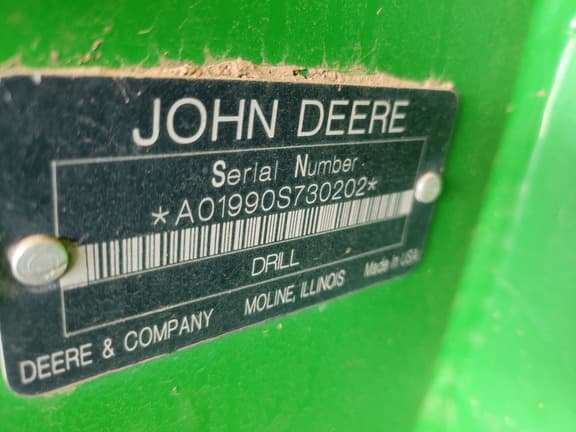 JOHN DEERE
Serial Number
*A01990S730202*
DRILL
DEERE & COMPANY MOLINE, ILLINOIS Made In USA